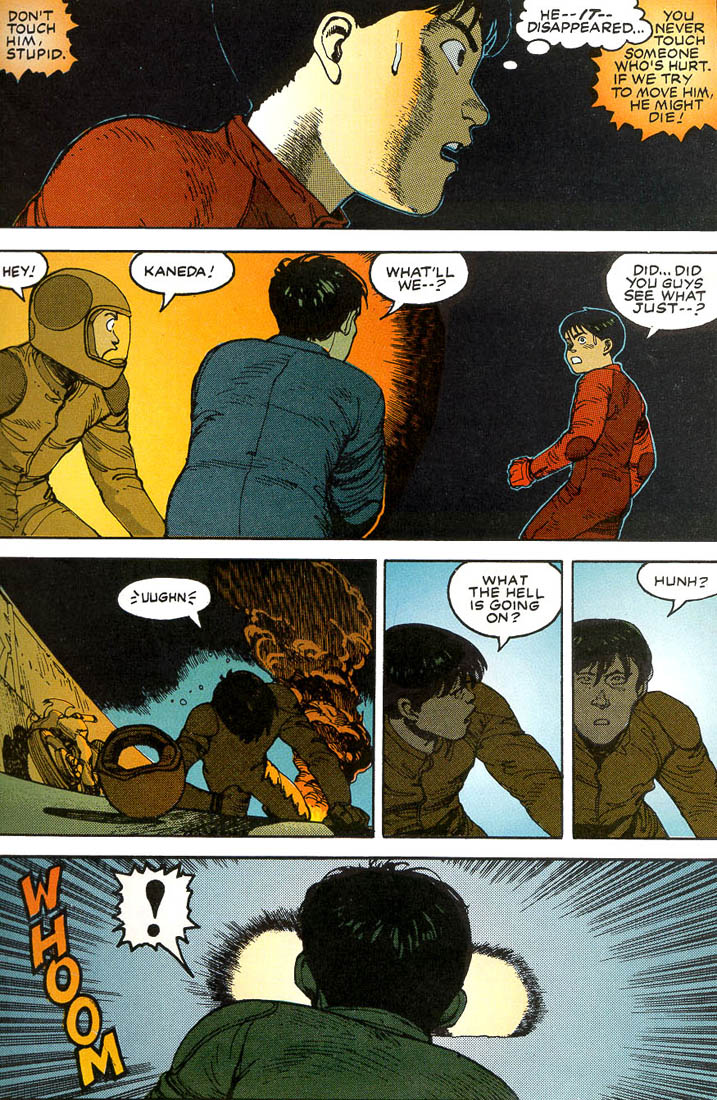 DON'T
TOUCH
HIM,
STUPID.
HE--IT--
DISAPPEARED...
YOU
NEVER
TOUCH
SOMEONE
WHO'S HURT.
IF WE TRY
TO MOVE HIM,
HE MIGHT
DIE!
HEY!
KANEDA!
WHAT'LL
WE--?
DID... DID
YOU GUYS
SEE WHAT
JUST--?
UUGHN
WHAT
THE HELL
IS GOING
ON?
HUNH?
WHOOM
!